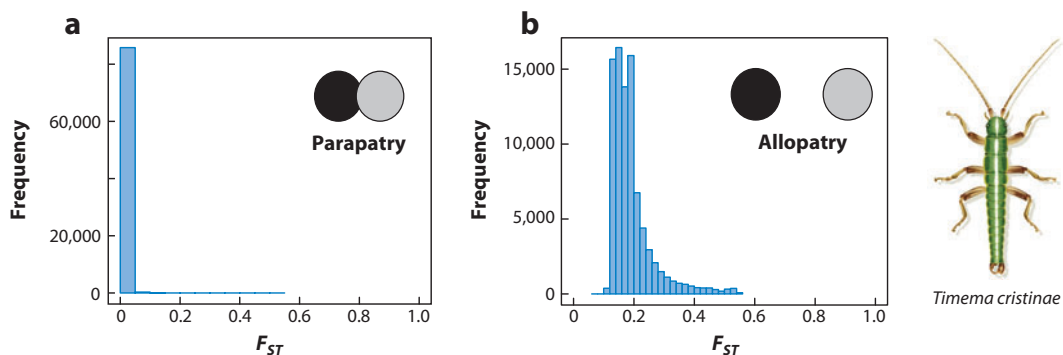 a
Frequency
60,000
20,000
0
0 0.2 0.4 0.6 0.8 1.0
F_ST
Parapatry
b
Frequency
15,000
10,000
5,000
0
0 0.2 0.4 0.6 0.8 1.0
F_ST
Allopatry
Timema cristinae